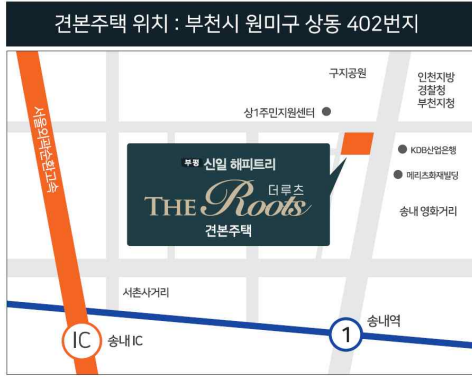 견본주택 위치 : 부천시 원미구 상동 402번지
구지공원
인천지방
경찰청
부천지청
상1주민지원센터
서울외곽순환고속
KDB산업은행
메리츠화재빌딩
부평 신일 해피트리
더루츠
THE Roots
견본주택
송내 영화거리
서촌사거리
송내역
1
IC
송내 IC